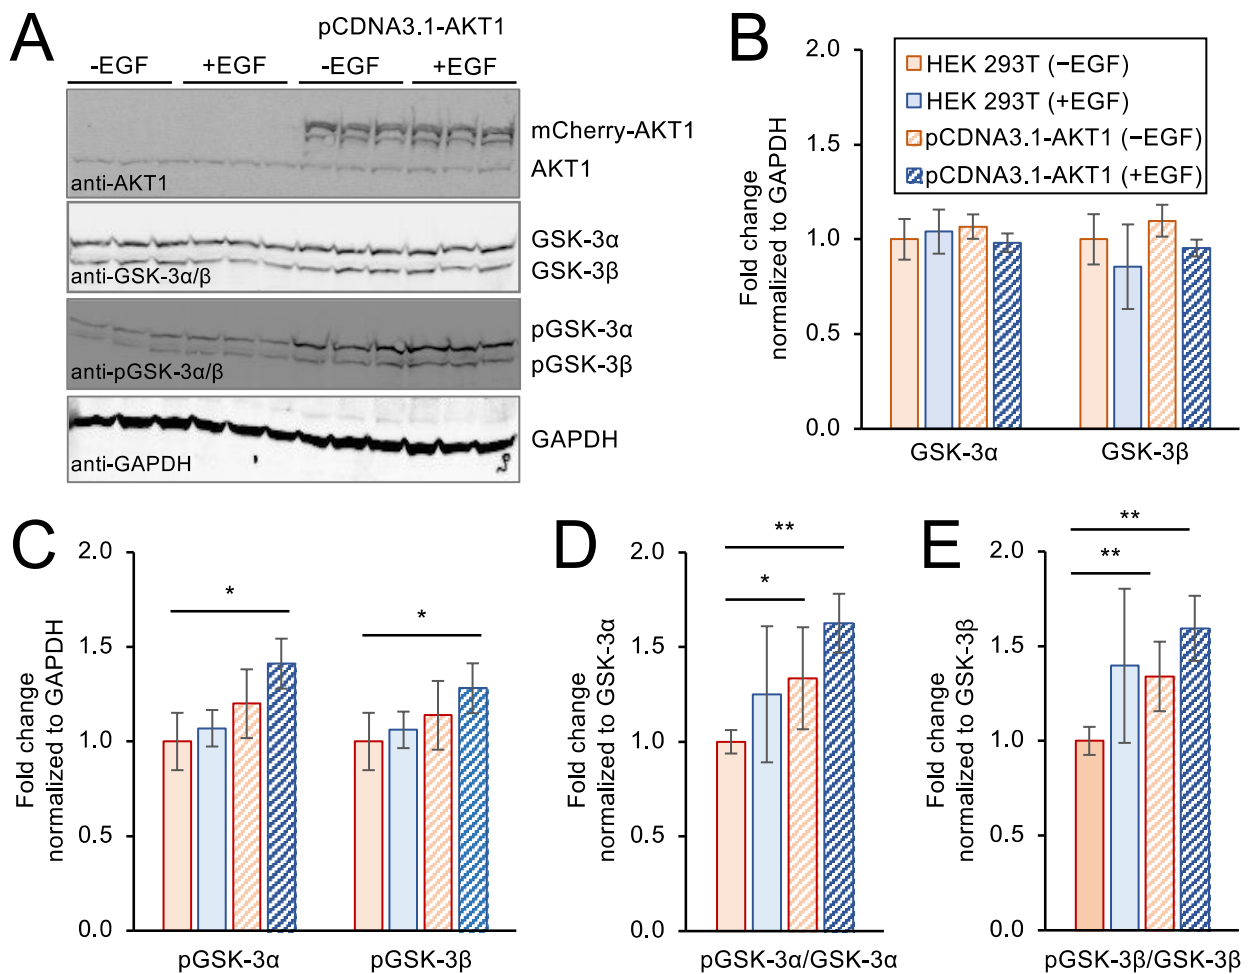 A
pCDNA3.1-AKT1
-EGF
+EGF
-EGF
+EGF
mCherry-AKT1
AKT1
anti-AKT1
GSK-3α
GSK-3β
anti-GSK-3α/β
pGSK-3α
pGSK-3β
anti-pGSK-3α/β
GAPDH
anti-GAPDH
B
HEK 293T (−EGF)
HEK 293T (+EGF)
pCDNA3.1-AKT1 (−EGF)
pCDNA3.1-AKT1 (+EGF)
Fold change
normalized to GAPDH
2.0
1.5
1.0
0.5
0.0
GSK-3α
GSK-3β
C
Fold change
normalized to GAPDH
2.0
1.5
1.0
0.5
0.0
*
*
pGSK-3α
pGSK-3β
D
Fold change
normalized to GSK-3α
2.0
1.5
1.0
0.5
0.0
**
*
pGSK-3α/GSK-3α
E
Fold change
normalized to GSK-3β
2.0
1.5
1.0
0.5
0.0
**
**
pGSK-3β/GSK-3β